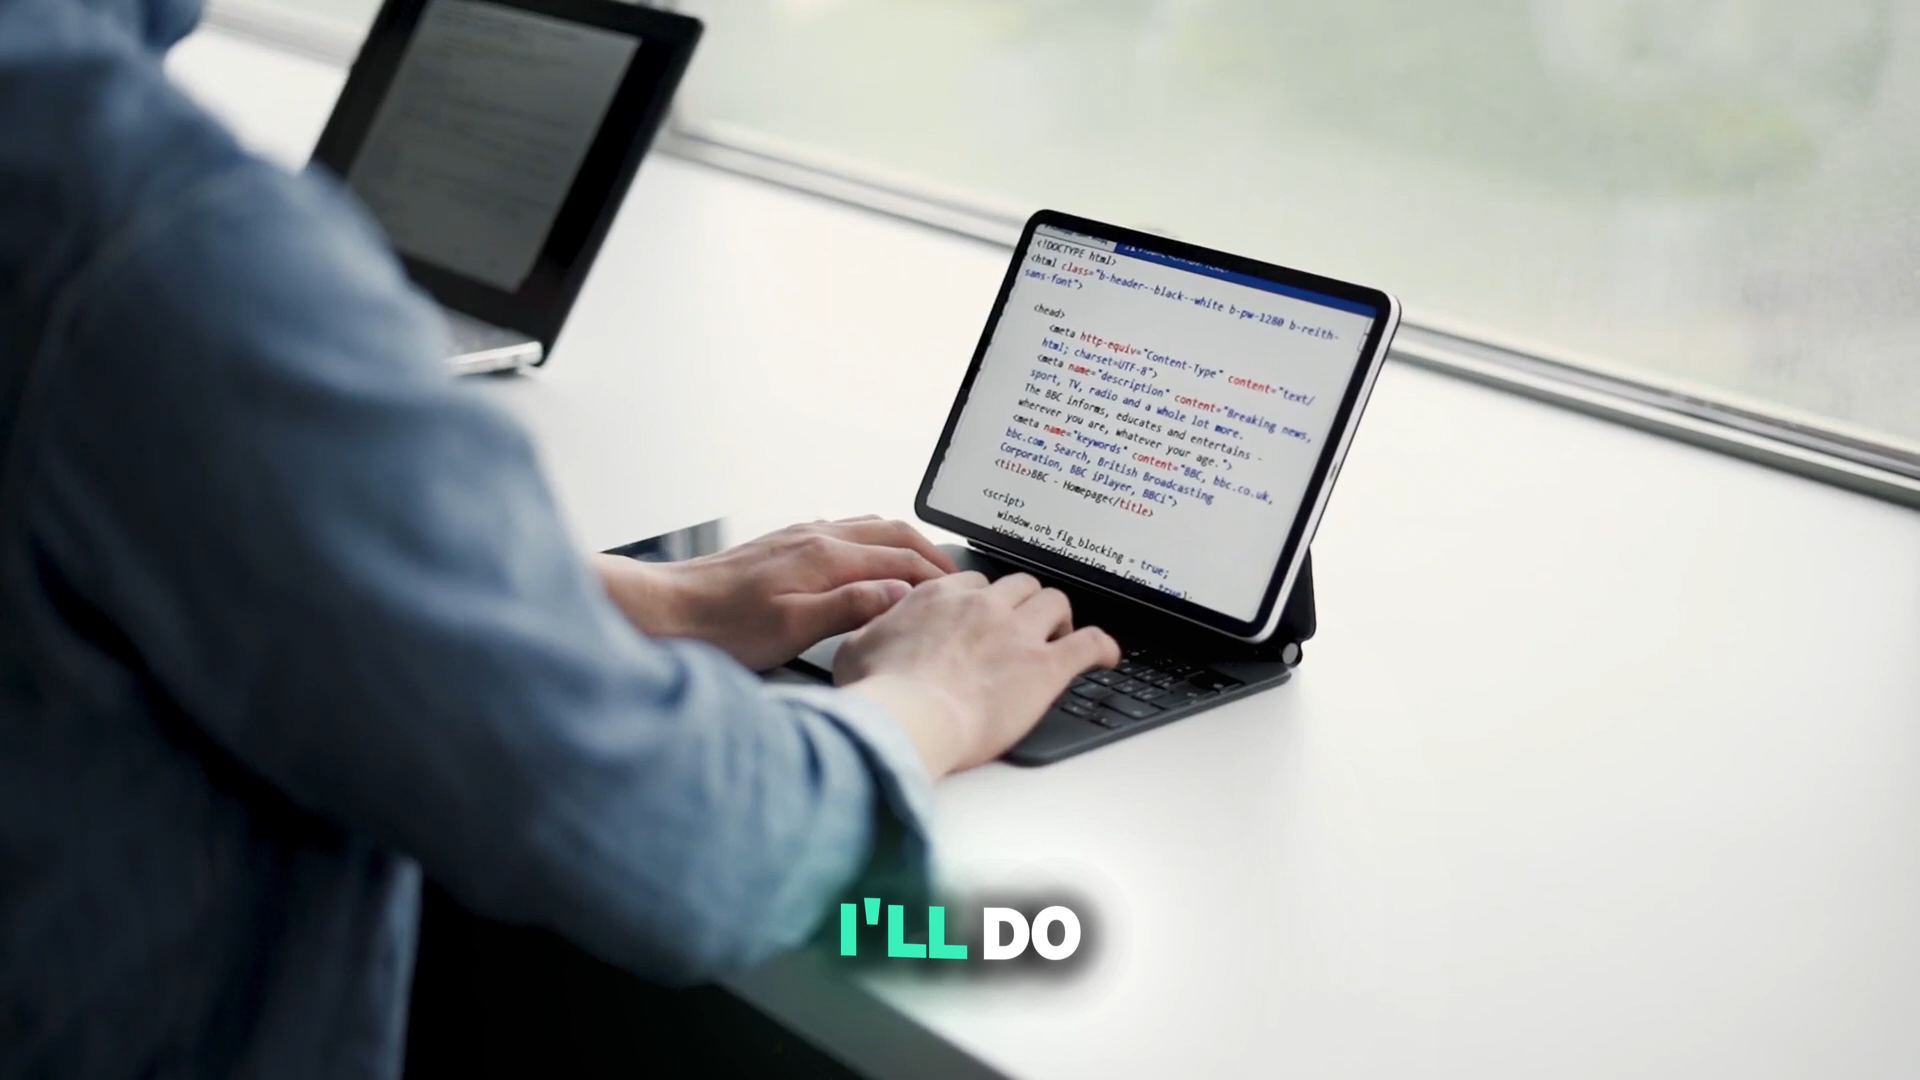 <!DOCTYPE html>
<html class="b-header--black--white b-pw-1280 b-reith-
sans-font">
<head>
<meta http-equiv="Content-Type" content="text/
html; charset=UTF-8">
<meta name="description" content="Breaking news,
sport, TV, radio and a whole lot more.
The BBC informs, educates and entertains -
wherever you are, whatever your age.">
<meta name="keywords" content="BBC, bbc.co.uk,
bbc.com, Search, British Broadcasting
Corporation, BBC iPlayer, BBCi">
<title>BBC - Homepage</title>
<script>
window.orb_fig_blocking = true;
window.bbcredirection = {geo: true};
I'LL DO